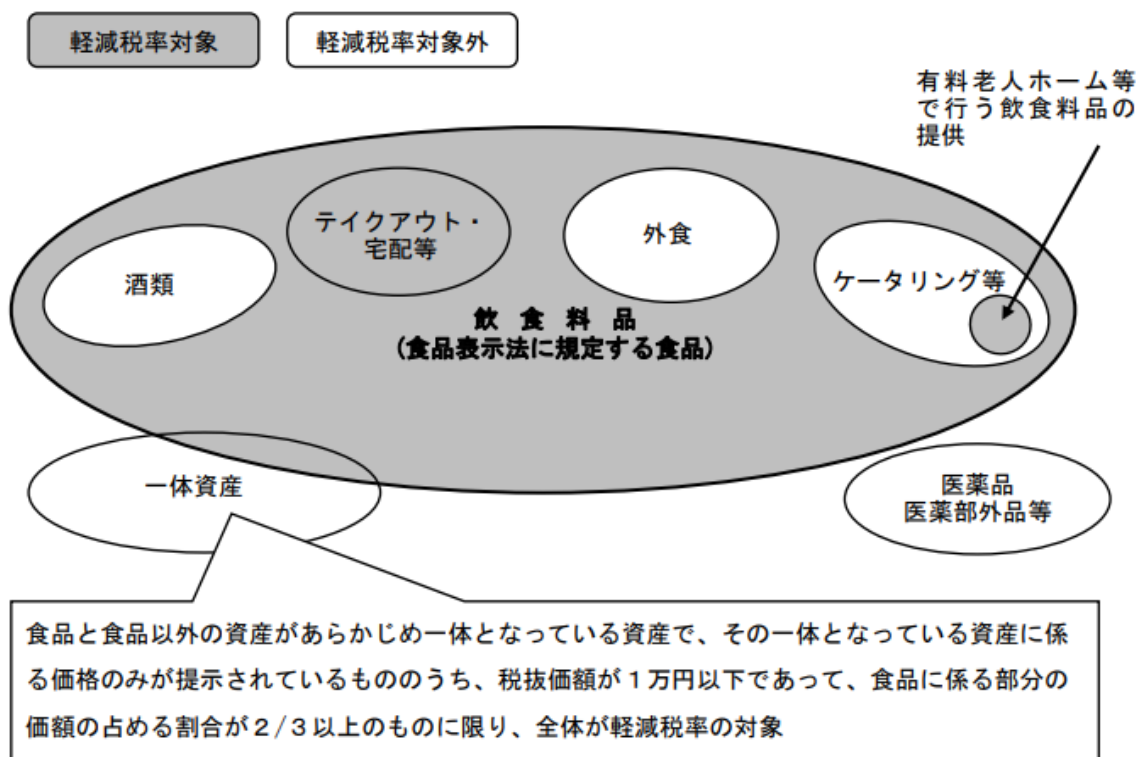 軽減税率対象
軽減税率対象外
有料老人ホーム等
で行う飲食料品の
提供
テイクアウト・
宅配等
外食
酒類
ケータリング等
飲食料品
(食品表示法に規定する食品)
一体資産
医薬品
医薬部外品等
食品と食品以外の資産があらかじめ一体となっている資産で、その一体となっている資産に係
る価格のみが提示されているもののうち、税抜価額が1万円以下であって、食品に係る部分の
価額の占める割合が2/3以上のものに限り、全体が軽減税率の対象